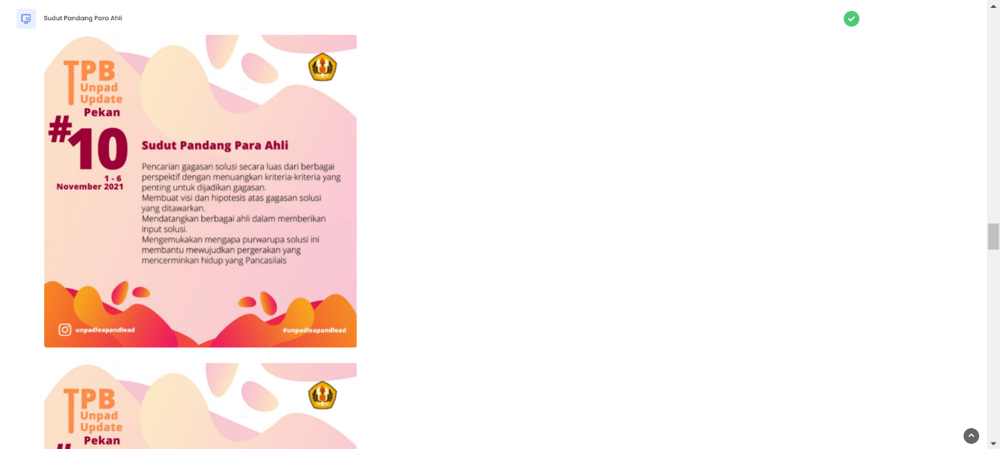 Sudut Pandang Para Ahli
TPB
Unpad
Update
Pekan
#10
1 - 6
November 2021
Sudut Pandang Para Ahli
Pencarian gagasan solusi secara luas dari berbagai
perspektif dengan menuangkan kriteria-kriteria yang
penting untuk dijadikan gagasan.
Membuat visi dan hipotesis atas gagasan solusi
yang ditawarkan.
Mendatangkan berbagai ahli dalam memberikan
input solusi.
Mengemukakan mengapa purwarupa solusi ini
membantu mewujudkan pergerakan yang
mencerminkan hidup yang Pancasilais
unpadleapandlead
#unpadleapandlead
TPB
Unpad
Update
Pekan